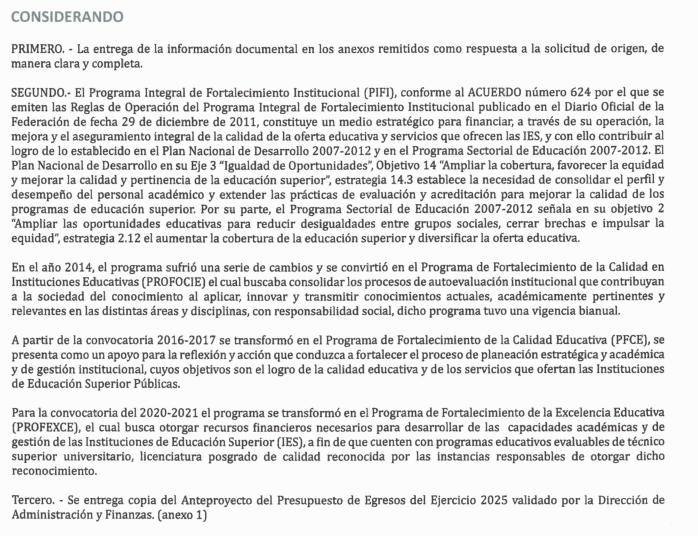 CONSIDERANDO
PRIMERO. - La entrega de la información documental en los anexos remitidos como respuesta a la solicitud de origen, de
manera clara y completa.
SEGUNDO.- El Programa Integral de Fortalecimiento Institucional (PIFI), conforme al ACUERDO número 624 por el que se
emiten las Reglas de Operación del Programa Integral de Fortalecimiento Institucional publicado en el Diario Oficial de la
Federación de fecha 29 de diciembre de 2011, constituye un medio estratégico para financiar, a través de su operación, la
mejora y el aseguramiento integral de la calidad de la oferta educativa y servicios que ofrecen las IES, y con ello contribuir al
logro de lo establecido en el Plan Nacional de Desarrollo 2007-2012 y en el Programa Sectorial de Educación 2007-2012. El
Plan Nacional de Desarrollo en su Eje 3 "Igualdad de Oportunidades", Objetivo 14 "Ampliar la cobertura, favorecer la equidad
y mejorar la calidad y pertinencia de la educación superior", estrategia 14.3 establece la necesidad de consolidar el perfil y
desempeño del personal académico y extender las prácticas de evaluación y acreditación para mejorar la calidad de los
programas de educación superior. Por su parte, el Programa Sectorial de Educación 2007-2012 señala en su objetivo 2
"Ampliar las oportunidades educativas para reducir desigualdades entre grupos sociales, cerrar brechas e impulsar la
equidad", estrategia 2.12 el aumentar la cobertura de la educación superior y diversificar la oferta educativa.
En el año 2014, el programa sufrió una serie de cambios y se convirtió en el Programa de Fortalecimiento de la Calidad en
Instituciones Educativas (PROFOCIE) el cual buscaba consolidar los procesos de autoevaluación institucional que contribuyan
a la sociedad del conocimiento al aplicar, innovar y transmitir conocimientos actuales, académicamente pertinentes y
relevantes en las distintas áreas y disciplinas, con responsabilidad social, dicho programa tuvo una vigencia bianual.
A partir de la convocatoria 2016-2017 se transformó en el Programa de Fortalecimiento de la Calidad Educativa (PFCE), se
presenta como un apoyo para la reflexión y acción que conduzca a fortalecer el proceso de planeación estratégica y académica
y de gestión institucional, cuyos objetivos son el logro de la calidad educativa y de los servicios que ofertan las Instituciones
de Educación Superior Públicas.
Para la convocatoria del 2020-2021 el programa se transformó en el Programa de Fortalecimiento de la Excelencia Educativa
(PROFEXCE), el cual busca otorgar recursos financieros necesarios para desarrollar de las capacidades académicas y de
gestión de las Instituciones de Educación Superior (IES), a fin de que cuenten con programas educativos evaluables de técnico
superior universitario, licenciatura posgrado de calidad reconocida por las instancias responsables de otorgar dicho
reconocimiento.
Tercero. - Se entrega copia del Anteproyecto del Presupuesto de Egresos del Ejercicio 2025 validado por la Dirección de
Administración y Finanzas. (anexo 1)